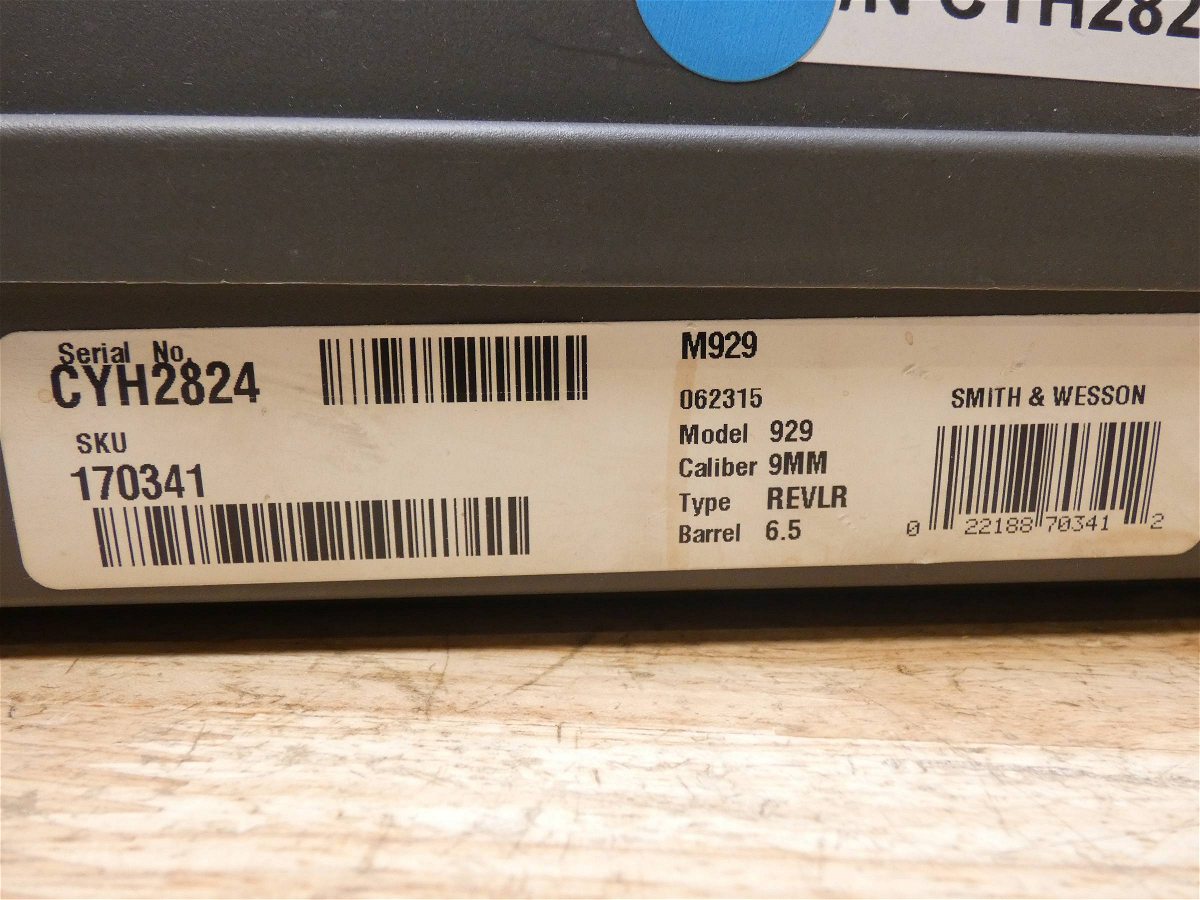 CYH282
Serial No.
CYH2824
SKU
170341
M929
062315
Model 929
Caliber 9MM
Type REVLR
Barrel 6.5
SMITH & WESSON
0 22188 70341 2